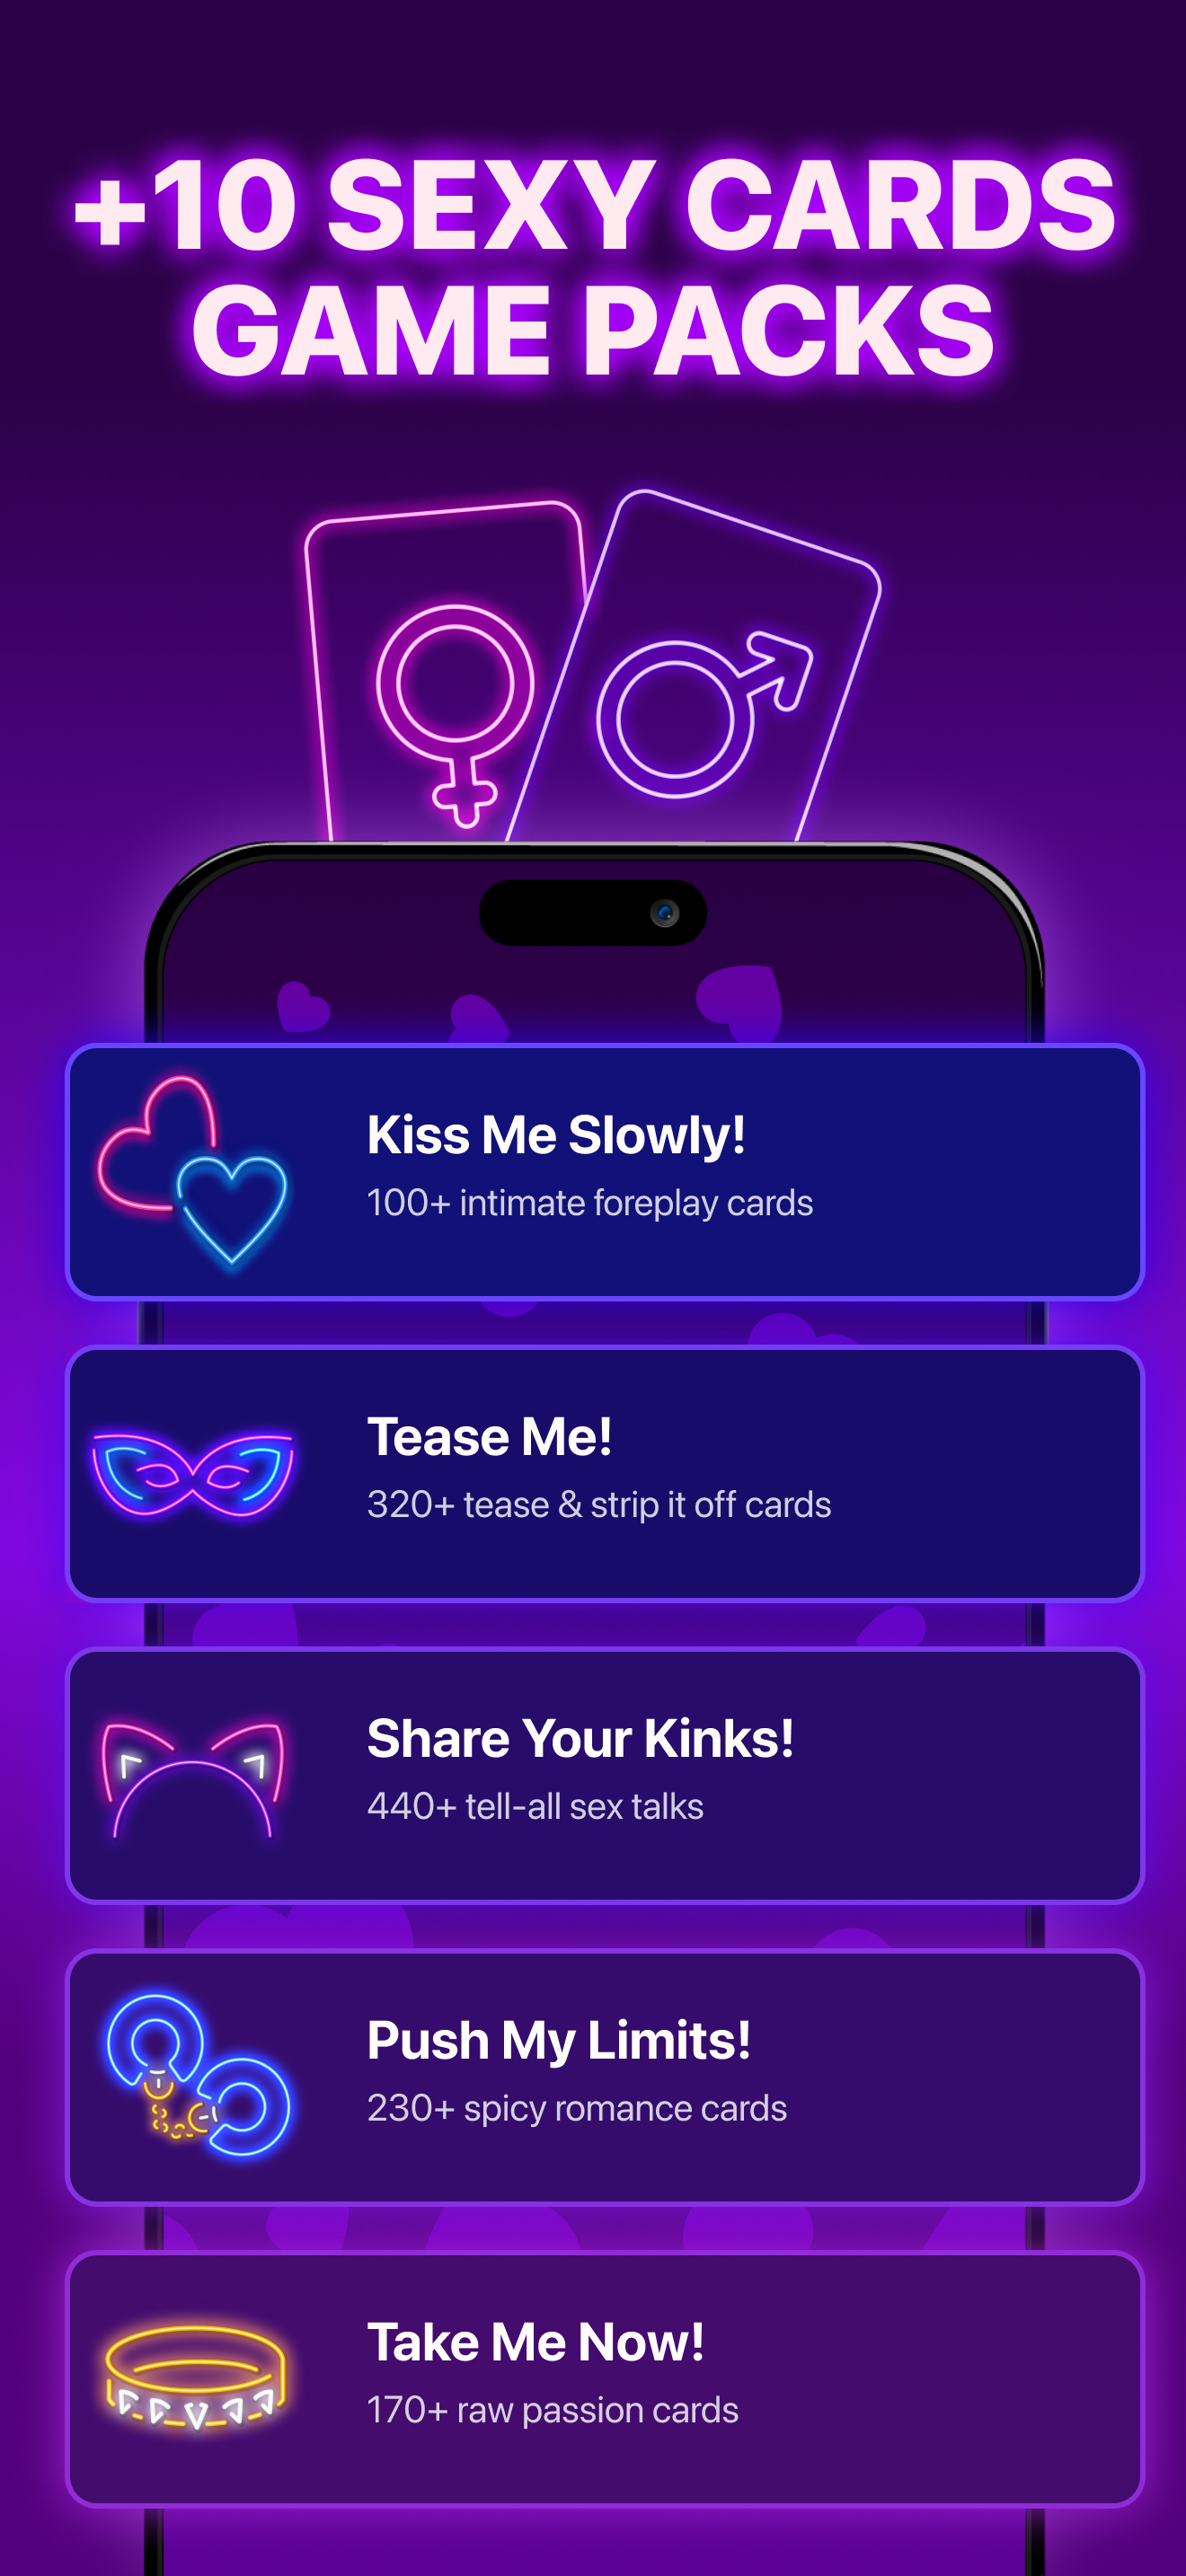 +10 SEXY CARDS
GAME PACKS
Kiss Me Slowly!
100+ intimate foreplay cards
Tease Me!
320+ tease & strip it off cards
Share Your Kinks!
440+ tell-all sex talks
Push My Limits!
230+ spicy romance cards
Take Me Now!
170+ raw passion cards